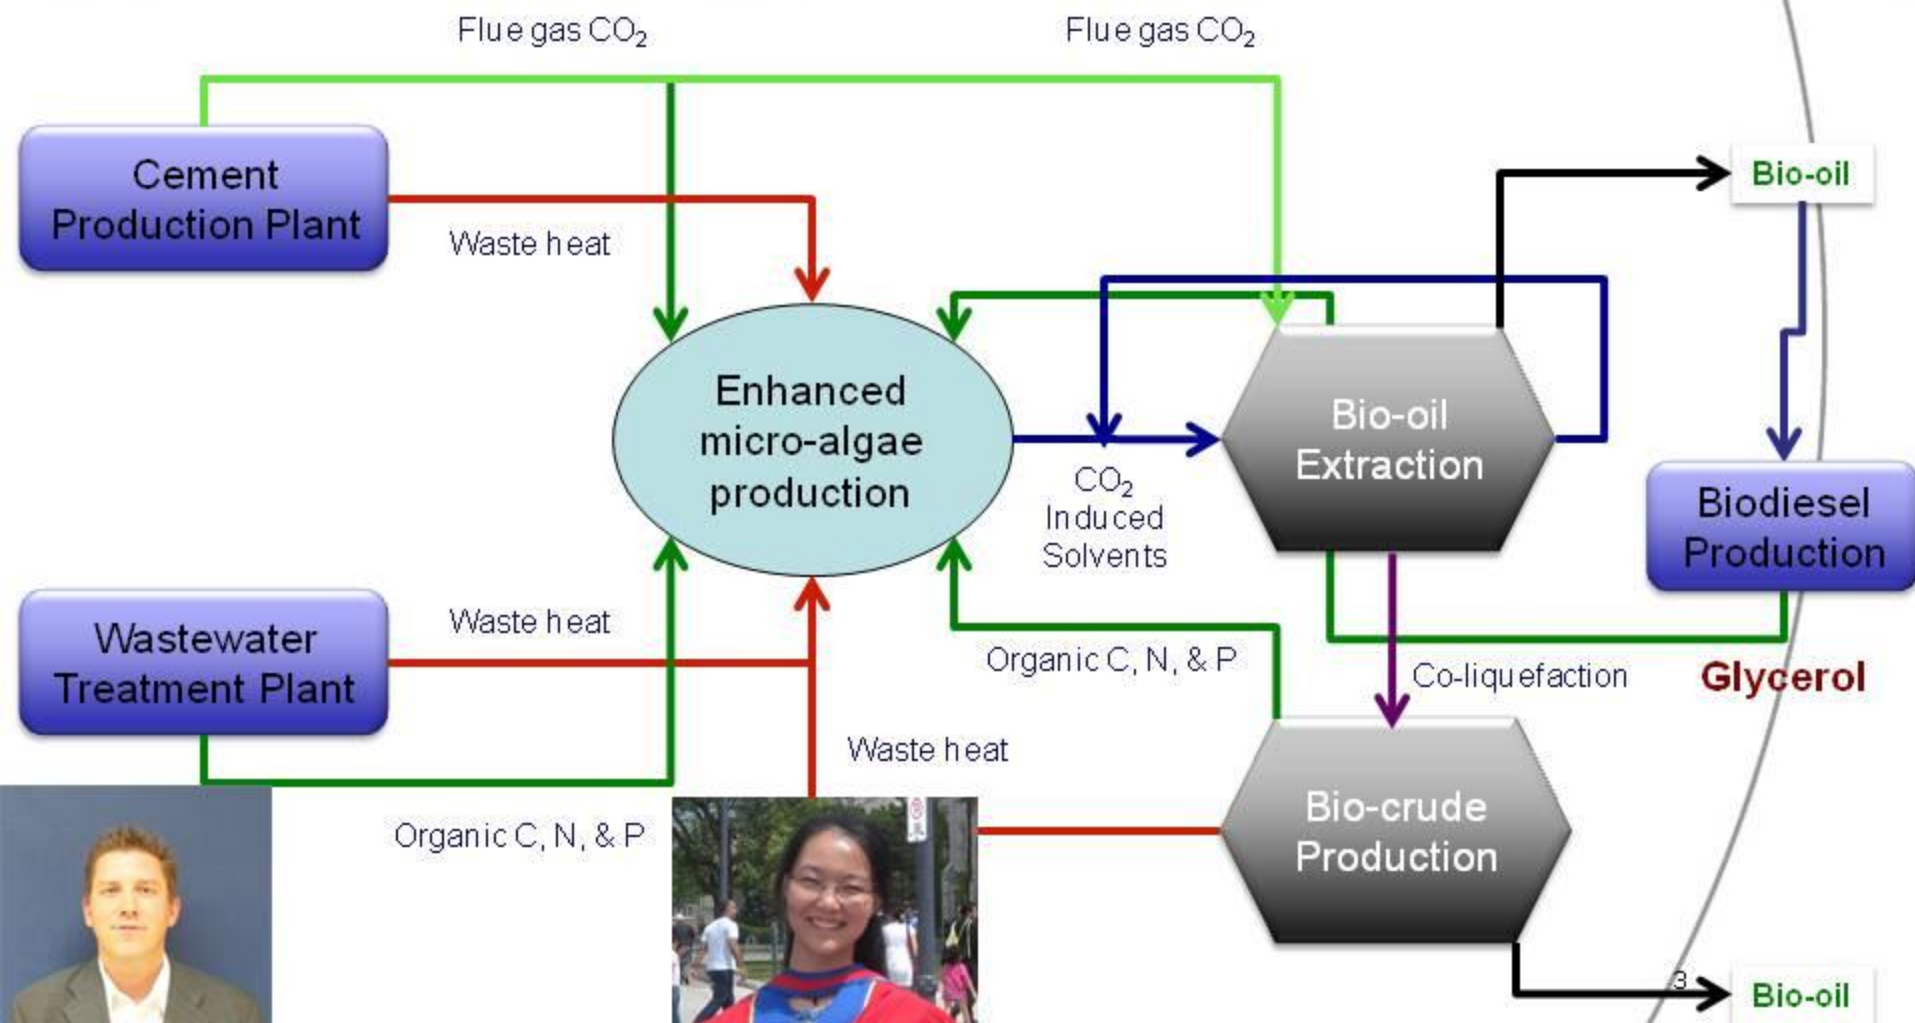 Flue gas CO₂
Flue gas CO₂
Cement
Production Plant
Waste heat
Bio-oil
Enhanced
micro-algae
production
Bio-oil
Extraction
CO₂
Induced
Solvents
Biodiesel
Production
Wastewater
Treatment Plant
Waste heat
Organic C, N, & P
Co-liquefaction
Glycerol
Waste heat
Organic C, N, & P
Bio-crude
Production
3
Bio-oil